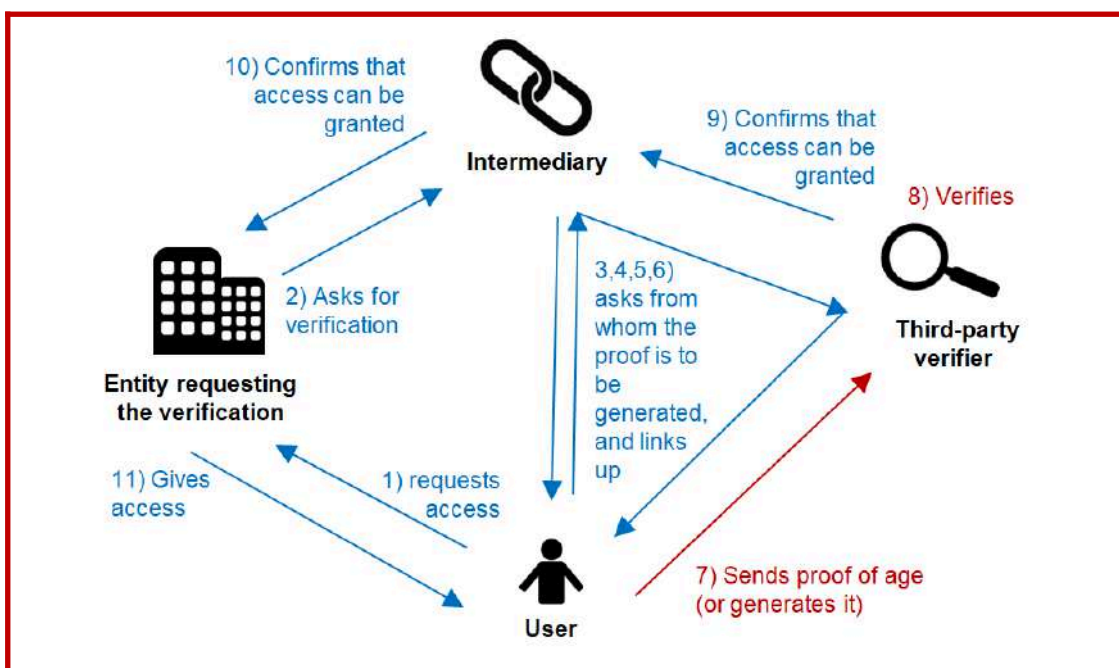 10) Confirms that
access can be
granted
Intermediary
9) Confirms that
access can be
granted
8) Verifies
2) Asks for
verification
3,4,5,6)
asks from
whom the
proof is to
be
generated,
and links
up
Third-party
verifier
Entity requesting
the verification
11) Gives
access
1) requests
access
7) Sends proof of age
(or generates it)
User